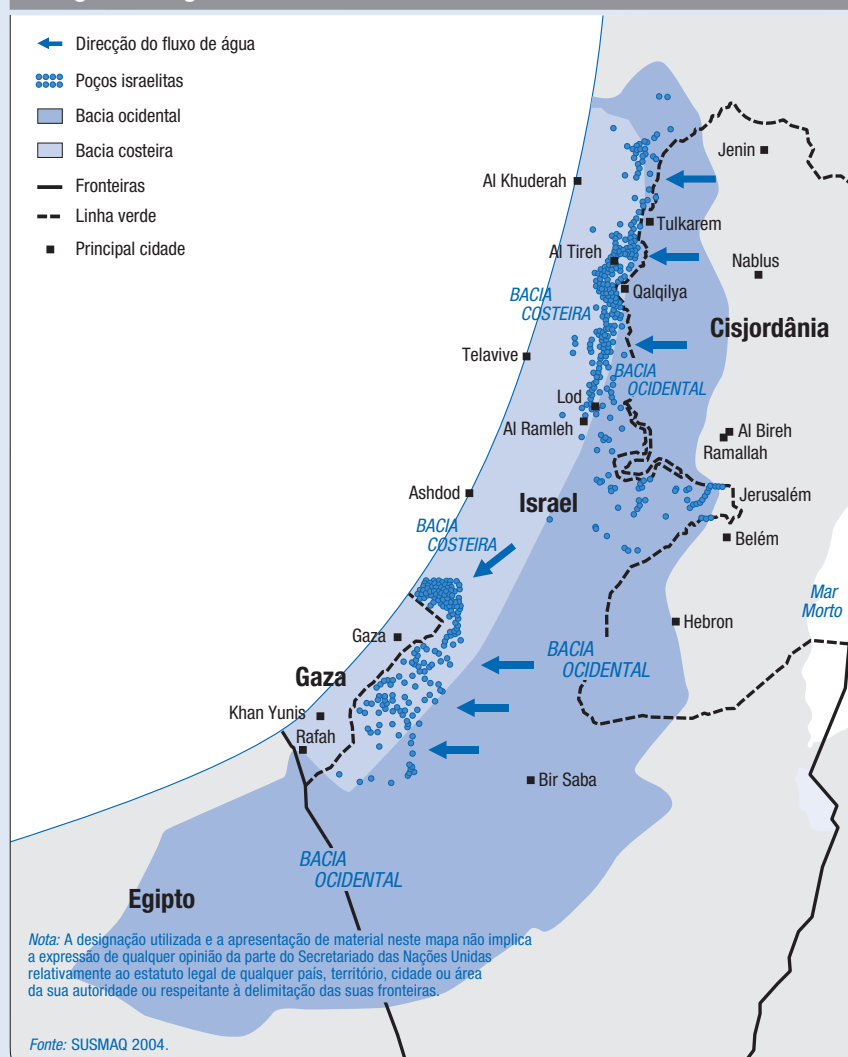 Direcção do fluxo de água
Poços israelitas
Bacia ocidental
Bacia costeira
Fronteiras
Linha verde
Principal cidade
Jenin
Al Khuderah
Tulkarem
Al Tireh
Nablus
Qalqilya
BACIA
COSTEIRA
Cisjordânia
Telavive
BACIA
OCIDENTAL
Lod
Al Ramleh
Al Bireh
Ramallah
Ashdod
Israel
Jerusalém
BACIA
COSTEIRA
Belém
Mar
Morto
Hebron
Gaza
BACIA
OCIDENTAL
Gaza
Khan Yunis
Rafah
Bir Saba
BACIA
OCIDENTAL
Egipto
Nota: A designação utilizada e a apresentação de material neste mapa não implica
a expressão de qualquer opinião da parte do Secretariado das Nações Unidas
relativamente ao estatuto legal de qualquer país, território, cidade ou área
da sua autoridade ou respeitante à delimitação das suas fronteiras.
Fonte: SUSMAQ 2004.